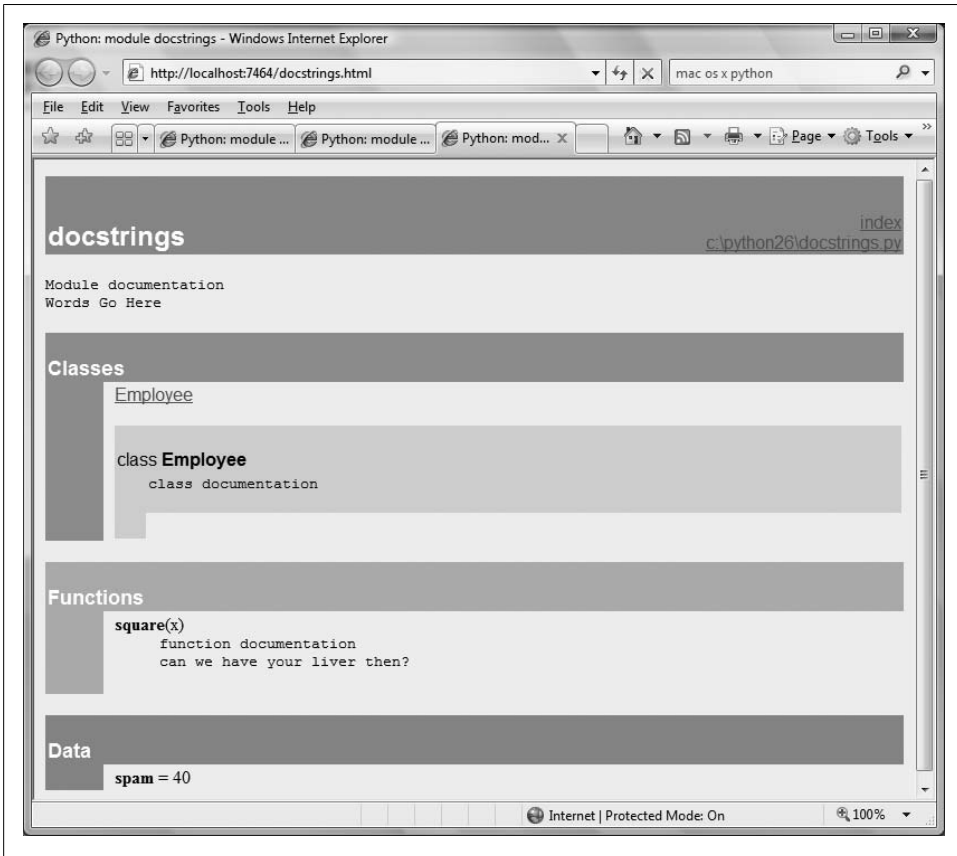 Python: module docstrings - Windows Internet Explorer
http://localhost:7464/docstrings.html
mac os x python
File Edit View Favorites Tools Help
Python: module ... Python: module ... Python: mod... Page Tools »
docstrings
index
c:\python26\docstrings.py
Module documentation
Words Go Here
Classes
Employee
class Employee
class documentation
Functions
square(x)
function documentation
can we have your liver then?
Data
spam = 40
Internet | Protected Mode: On 100%